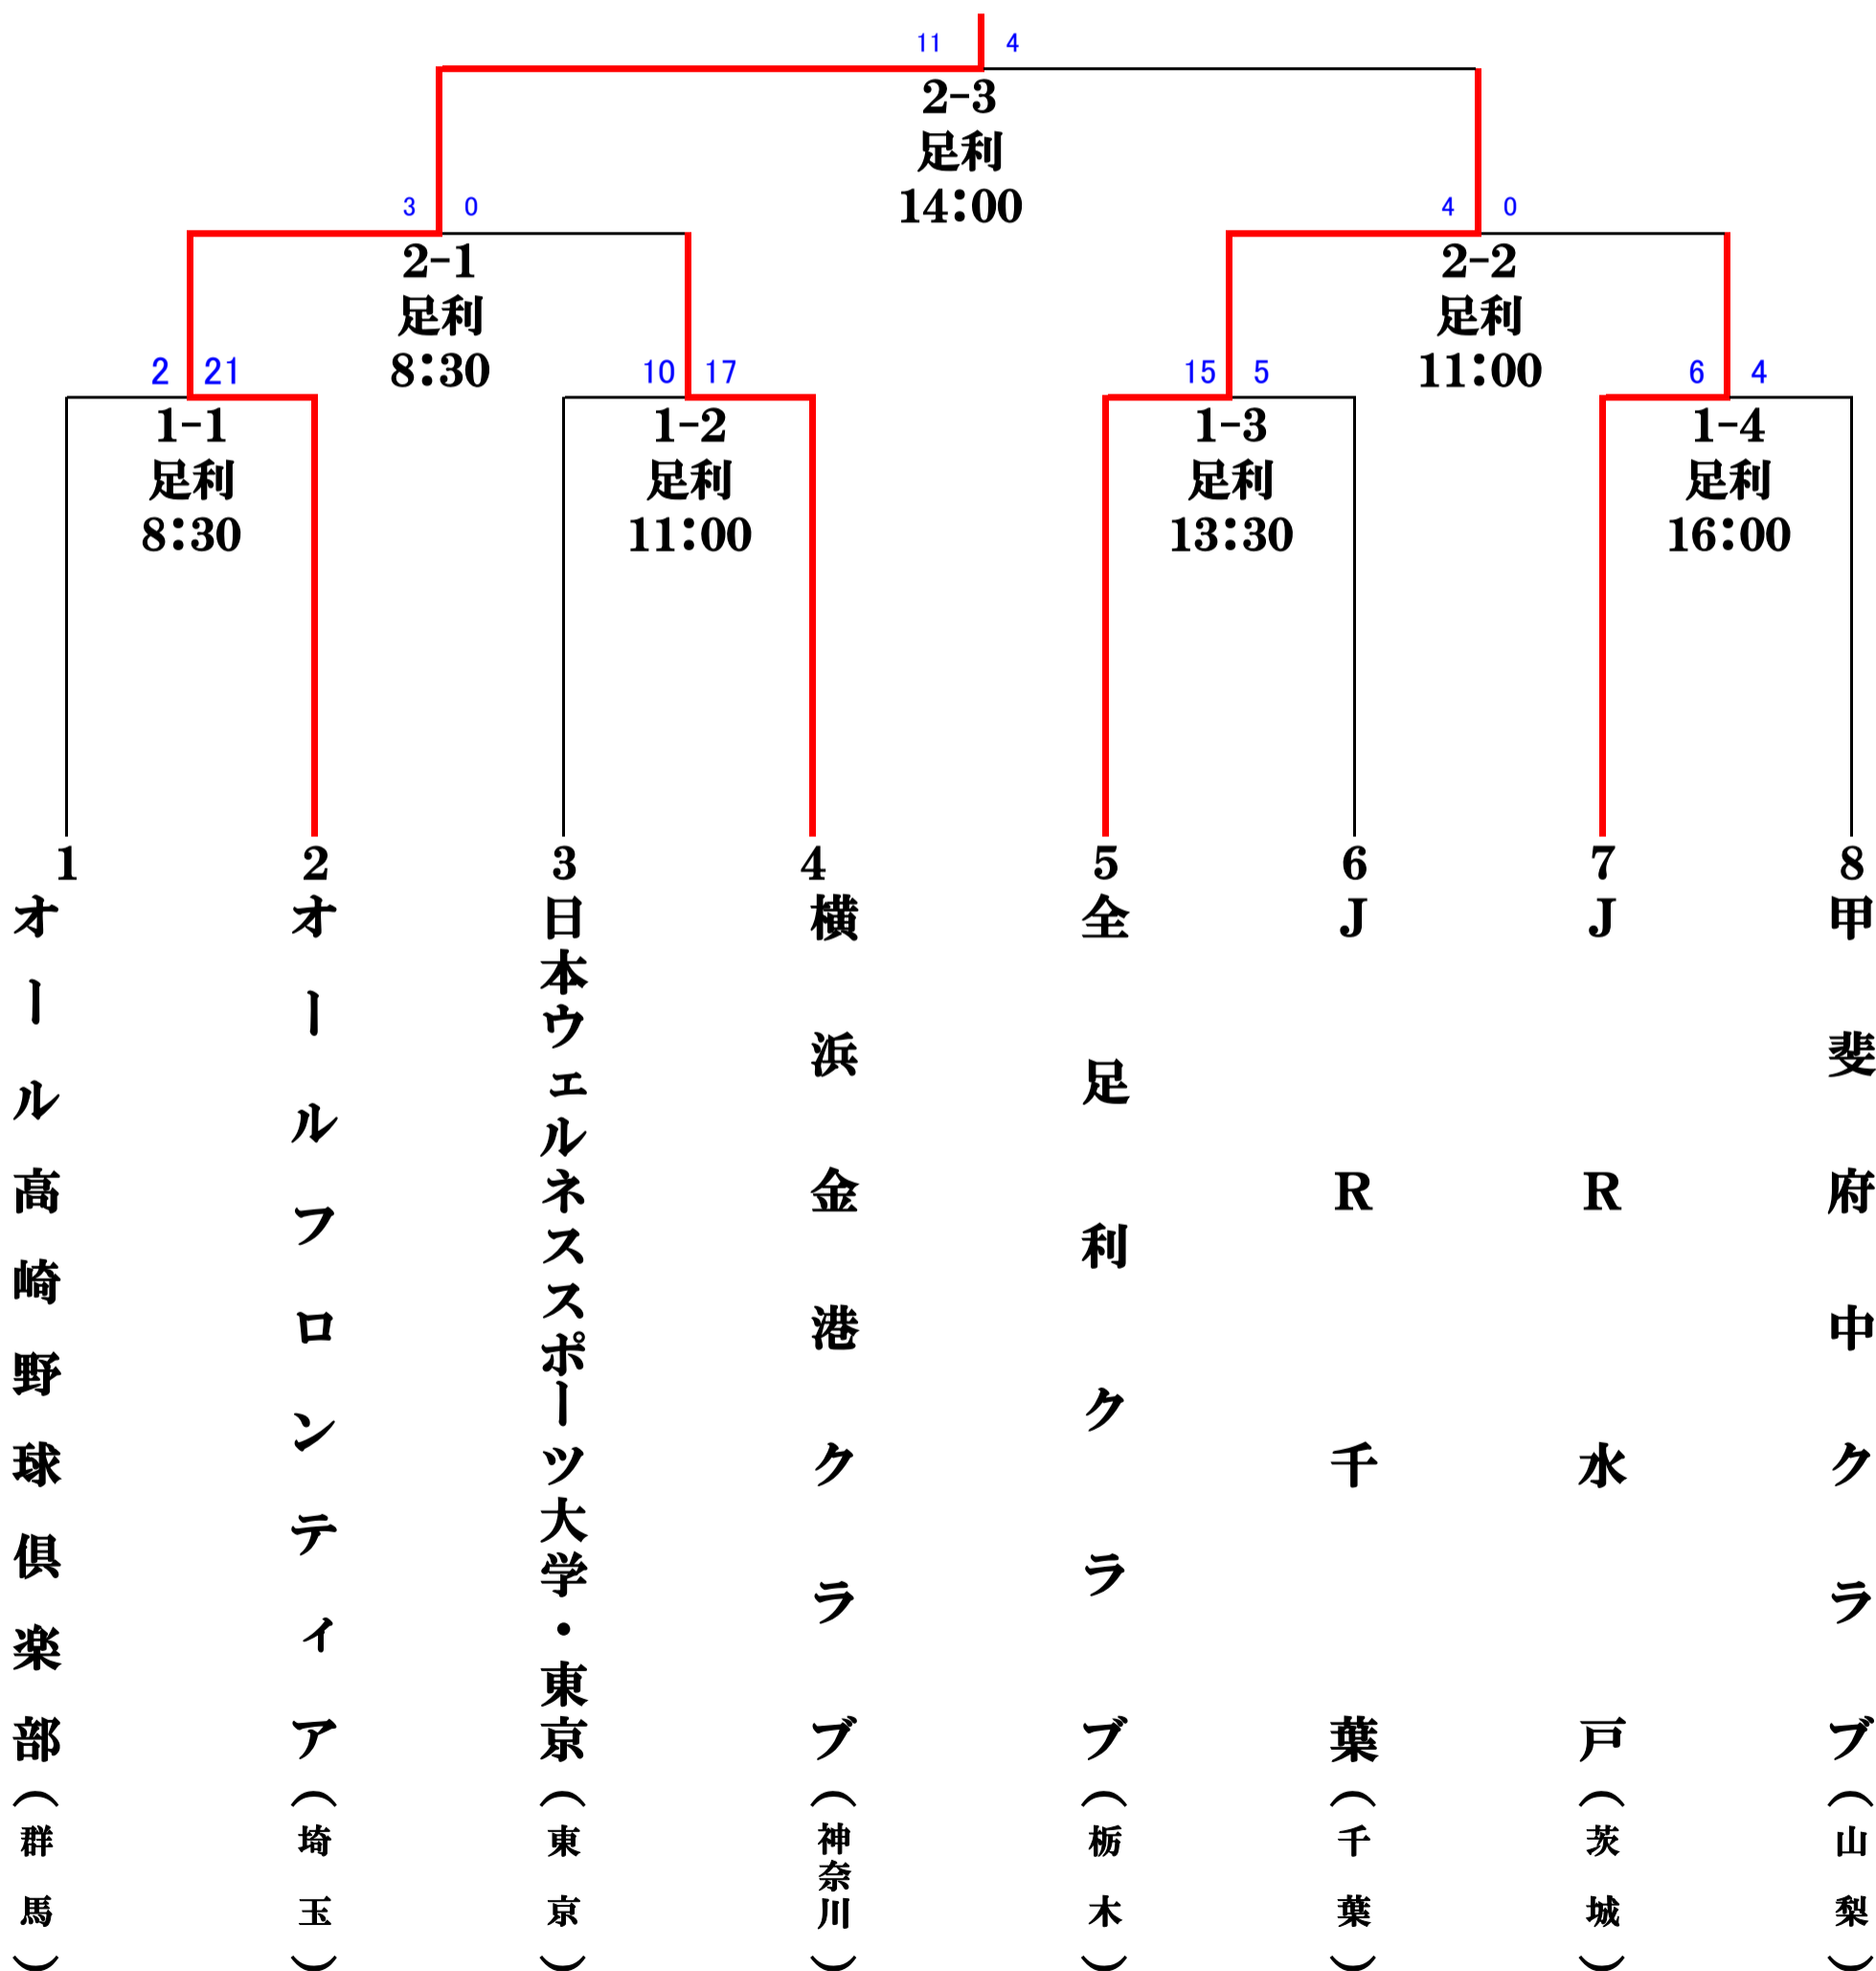 11 4
2-3
足利
14:00
3 0
2-1
足利
8:30
4 0
2-2
足利
11:00
2 21
1-1
足利
8:30
10 17
1-2
足利
11:00
15 5
1-3
足利
13:30
6 4
1-4
足利
16:00
1
オール高崎野球倶楽部(群馬)
2
オールフロンティア(埼玉)
3
日本ウェルネススポーツ大学・東京(東京)
4
横浜金港クラブ(神奈川)
5
全足利クラブ(栃木)
6
JR千葉(千葉)
7
JR水戸(茨城)
8
甲斐府中クラブ(山梨)